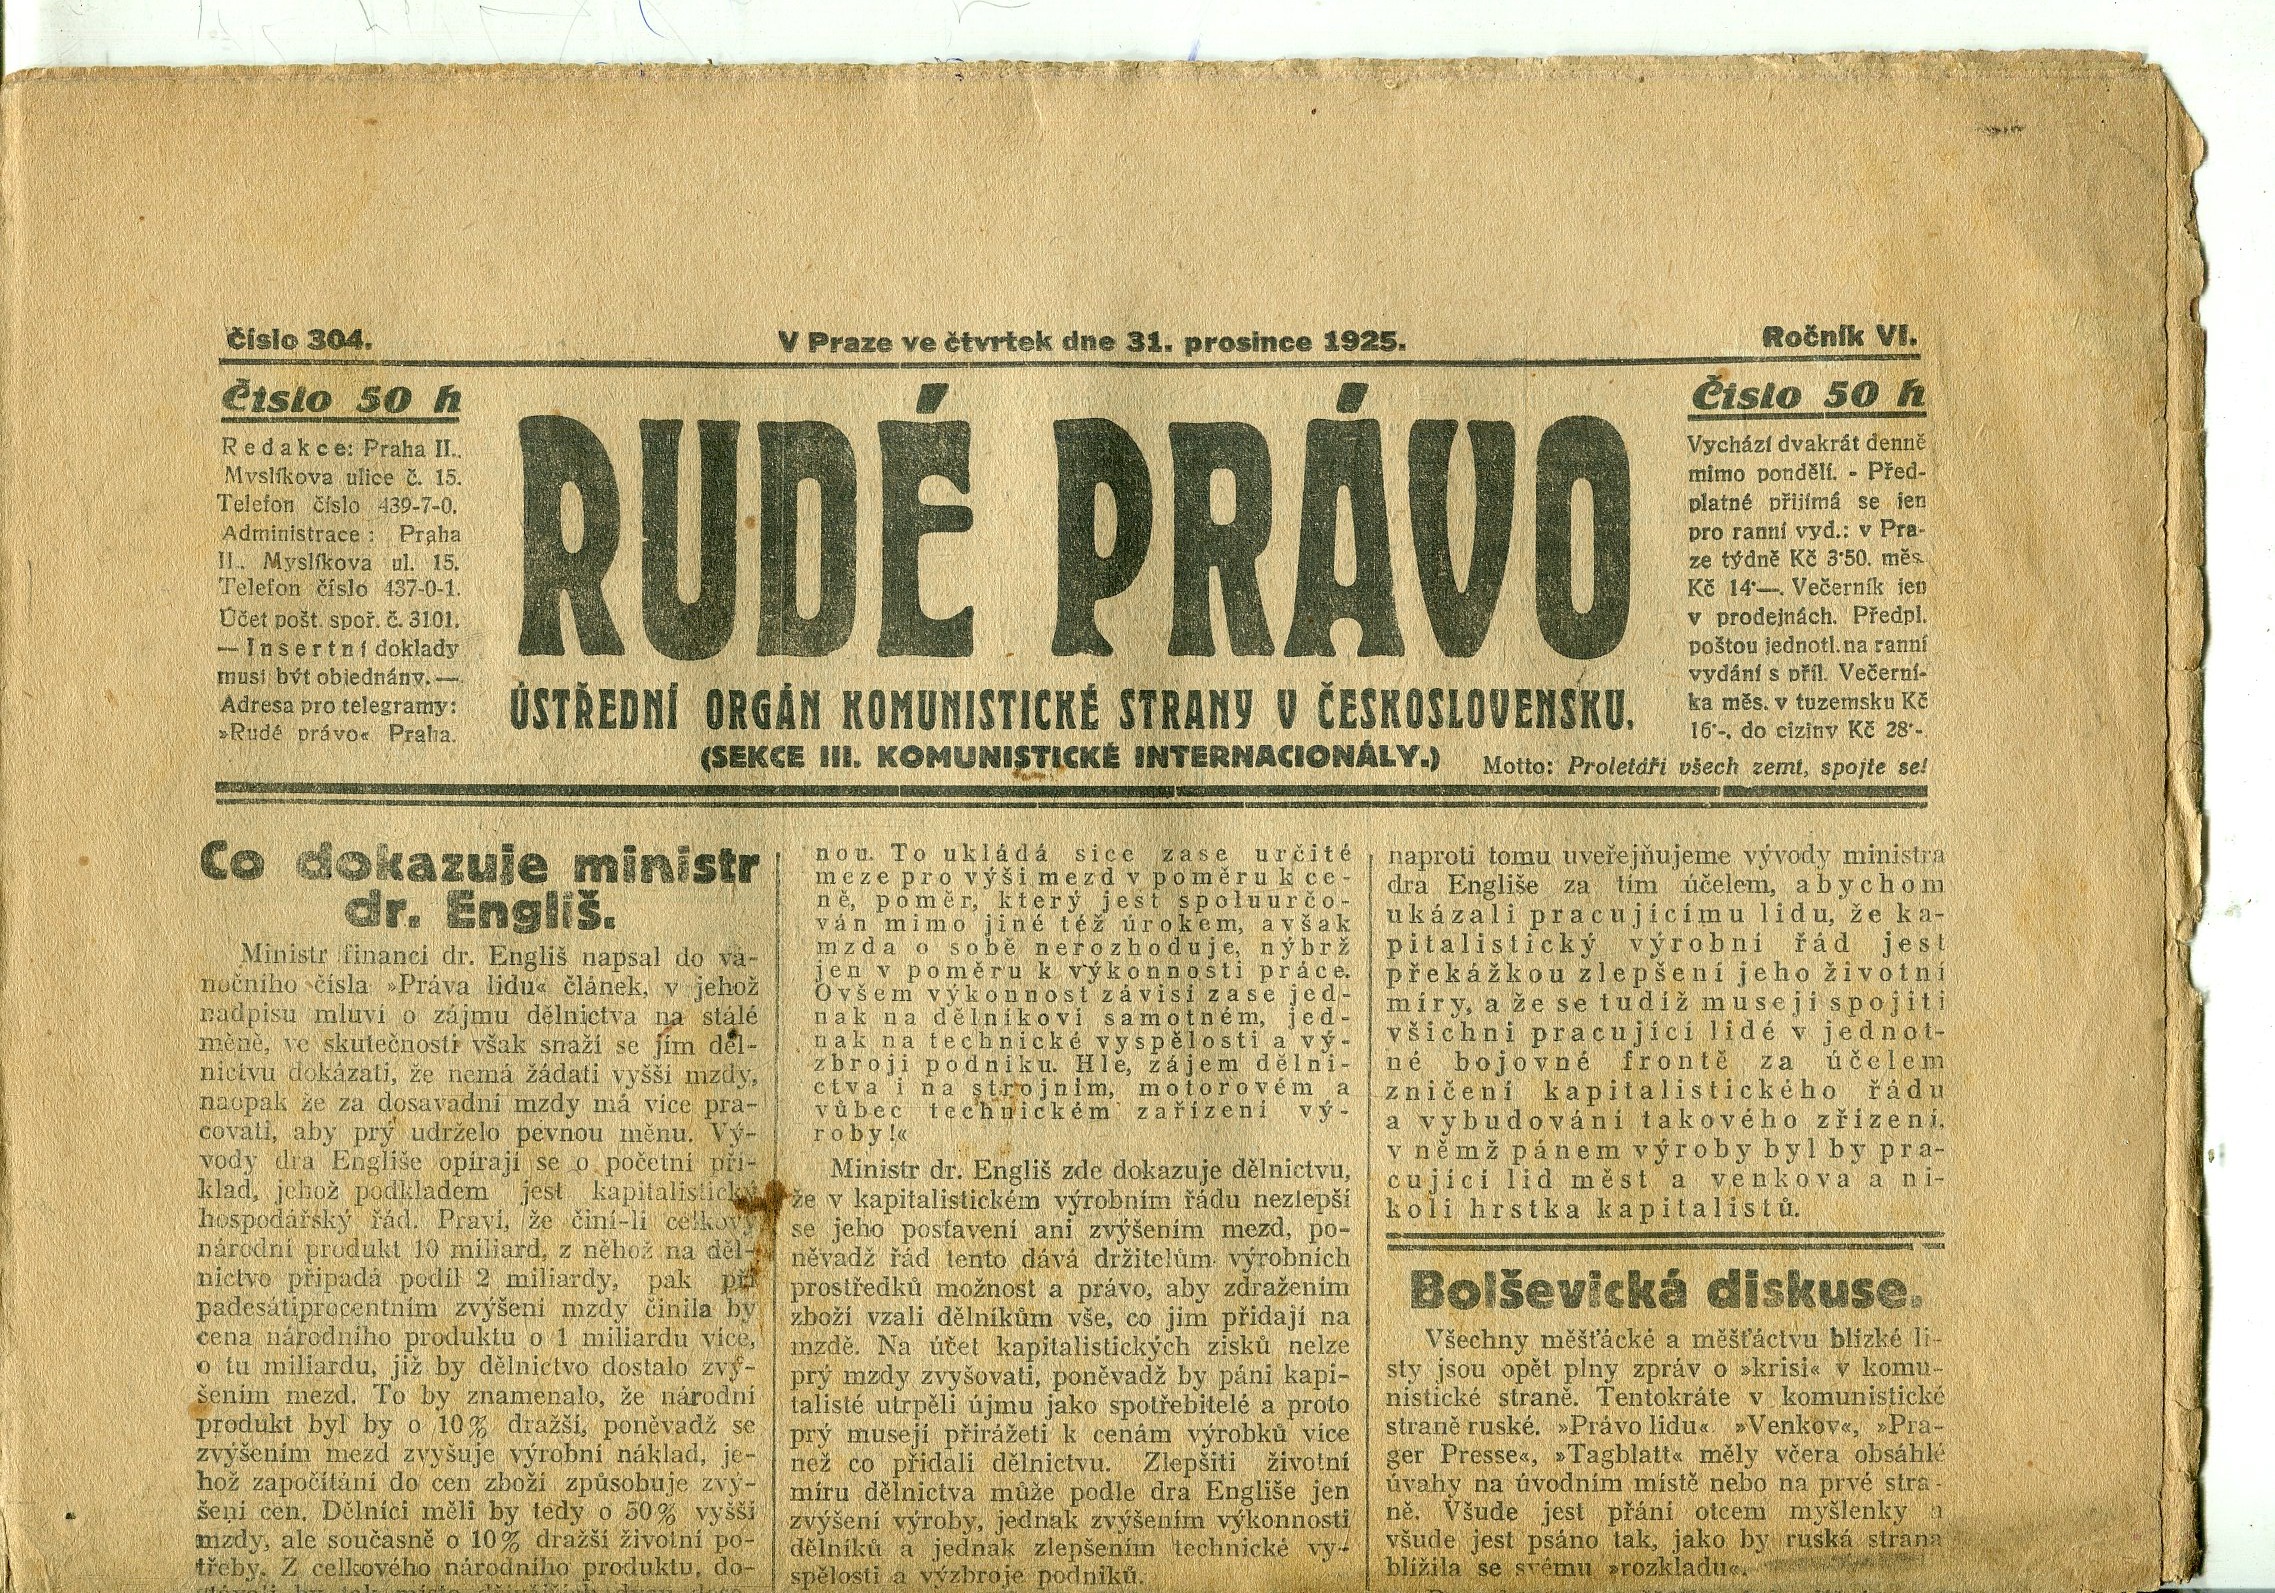 Číslo 304.
V Praze ve čtvrtek dne 31. prosince 1925.
Ročník VI.
Číslo 50 h
Redakce: Praha II.,
Myslíkova ulice č. 15.
Telefon číslo 439-7-0.
Administrace: Praha
II., Myslíkova ul. 15.
Telefon číslo 437-0-1.
Účet pošt. spoř. č. 3101.
— Insertní doklady
musí být objednány. —
Adresa pro telegramy:
»Rudé právo« Praha.
RUDÉ PRÁVO
ÚSTŘEDNÍ ORGÁN KOMUNISTICKÉ STRANY V ČESKOSLOVENSKU.
(SEKCE III. KOMUNISTICKÉ INTERNACIONÁLY.)
Motto: Proletáři všech zemí, spojte se!
Číslo 50 h
Vychází dvakrát denně
mimo pondělí. - Před-
platné přijímá se jen
pro ranní vyd.: v Pra-
ze týdně Kč 3·50. měs.
Kč 14·—. Večerník jen
v prodejnách. Předpl.
poštou jednotl. na ranní
vydání s příl. Večerní-
ka měs. v tuzemsku Kč
16·-, do ciziny Kč 28·-.
Co dokazuje ministr
dr. Engliš.
Ministr financí dr. Engliš napsal do vá-
nočního čísla »Práva lidu« článek, v jehož
nadpisu mluví o zájmu dělnictva na stálé
měně, ve skutečnosti však snaží se jím děl-
nictvu dokázati, že nemá žádati vyšší mzdy,
naopak že za dosavadní mzdy má více pra-
covati, aby prý udrželo pevnou měnu. Vý-
vody dra Engliše opírají se o početní pří-
klad, jehož podkladem jest kapitalistický
hospodářský řád. Praví, že činí-li celkový
národní produkt 10 miliard, z něhož na děl-
nictvo připadá podíl 2 miliardy, pak při
padesátiprocentním zvýšení mzdy činila by
cena národního produktu o 1 miliardu více,
o tu miliardu, již by dělnictvo dostalo zvý-
šením mezd. To by znamenalo, že národní
produkt byl by o 10% dražší, poněvadž se
zvýšením mezd zvyšuje výrobní náklad, je-
hož započítání do cen zboží způsobuje zvý-
šení cen. Dělníci měli by tedy o 50% vyšší
mzdy, ale současně o 10% dražší životní po-
třeby. Z celkového národního produktu, do-
nou. To ukládá sice zase určité
meze pro výši mezd v poměru k ce-
ně, poměr, který jest spoluurčo-
ván mimo jiné též úrokem, avšak
mzda o sobě nerozhoduje, nýbrž
jen v poměru k výkonnosti práce.
Ovšem výkonnost závisí zase jed-
nak na dělníkovi samotném, jed-
nak na technické vyspělosti a vý-
zbroji podniku. Hle, zájem dělni-
ctva i na strojním, motorovém a
vůbec technickém zařízení vý-
roby!«
Ministr dr. Engliš zde dokazuje dělnictvu,
že v kapitalistickém výrobním řádu nezlepší
se jeho postavení ani zvýšením mezd, po-
něvadž řád tento dává držitelům výrobních
prostředků možnost a právo, aby zdražením
zboží vzali dělníkům vše, co jim přidají na
mzdě. Na účet kapitalistických zisků nelze
prý mzdy zvyšovati, poněvadž by páni kapi-
talisté utrpěli újmu jako spotřebitelé a proto
prý musejí přirážeti k cenám výrobků více
než co přidali dělnictvu. Zlepšiti životní
míru dělnictva může podle dra Engliše jen
zvýšení výroby, jednak zvýšením výkonnosti
dělníků a jednak zlepšením technické vy-
spělosti a výzbroje podniků.
naproti tomu uveřejňujeme vývody ministra
dra Engliše za tím účelem, abychom
ukázali pracujícímu lidu, že ka-
pitalistický výrobní řád jest
překážkou zlepšení jeho životní
míry, a že se tudíž musejí spojiti
všichni pracující lidé v jednot-
né bojovné frontě za účelem
zničení kapitalistického řádu
a vybudování takového zřízení,
v němž pánem výroby byl by pra-
cující lid měst a venkova a ni-
koli hrstka kapitalistů.
Bolševická diskuse.
Všechny měšťácké a měšťáctvu blízké li-
sty jsou opět plny zpráv o »krisi« v komu-
nistické straně. Tentokráte v komunistické
straně ruské. »Právo lidu« »Venkov«, »Pra-
ger Presse«, »Tagblatt« měly včera obsáhlé
úvahy na úvodním místě nebo na prvé stra-
ně. Všude jest přání otcem myšlenky a
všude jest psáno tak, jako by ruská strana
blížila se svému »rozkladu«.